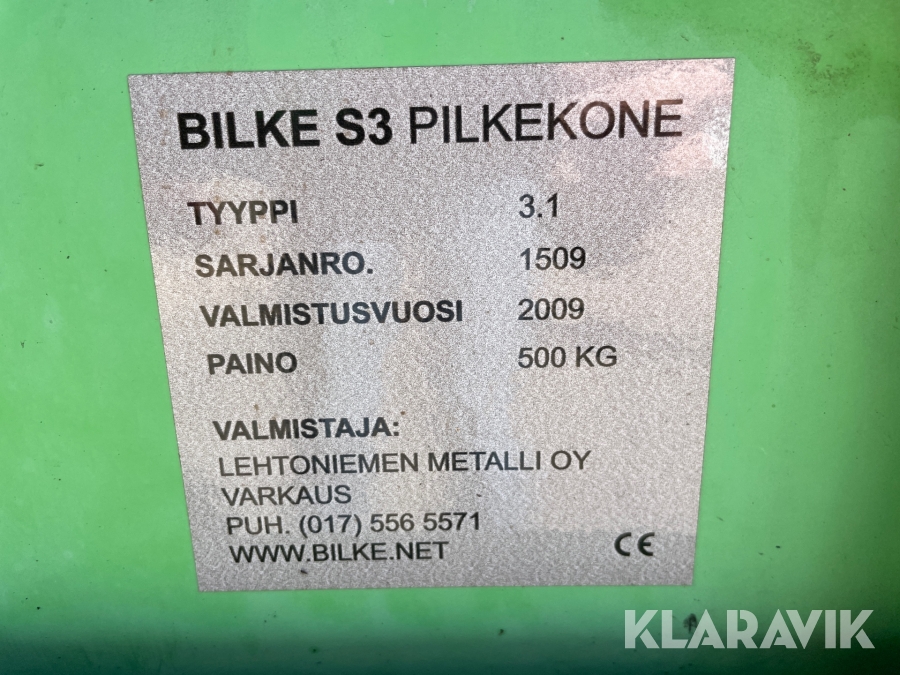 BILKE S3 PILKEKONE
TYYPPI 3.1
SARJANRO. 1509
VALMISTUSVUOSI 2009
PAINO 500 KG
VALMISTAJA:
LEHTONIEMEN METALLI OY
VARKAUS
PUH. (017) 556 5571
WWW.BILKE.NET CE
KLARAVIK